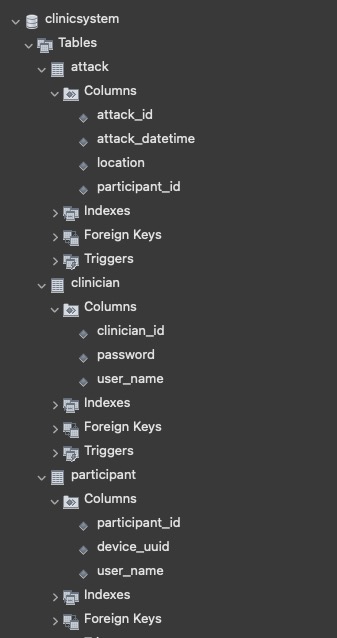 clinicsystem
Tables
attack
Columns
attack_id
attack_datetime
location
participant_id
Indexes
Foreign Keys
Triggers
clinician
Columns
clinician_id
password
user_name
Indexes
Foreign Keys
Triggers
participant
Columns
participant_id
device_uuid
user_name
Indexes
Foreign Keys